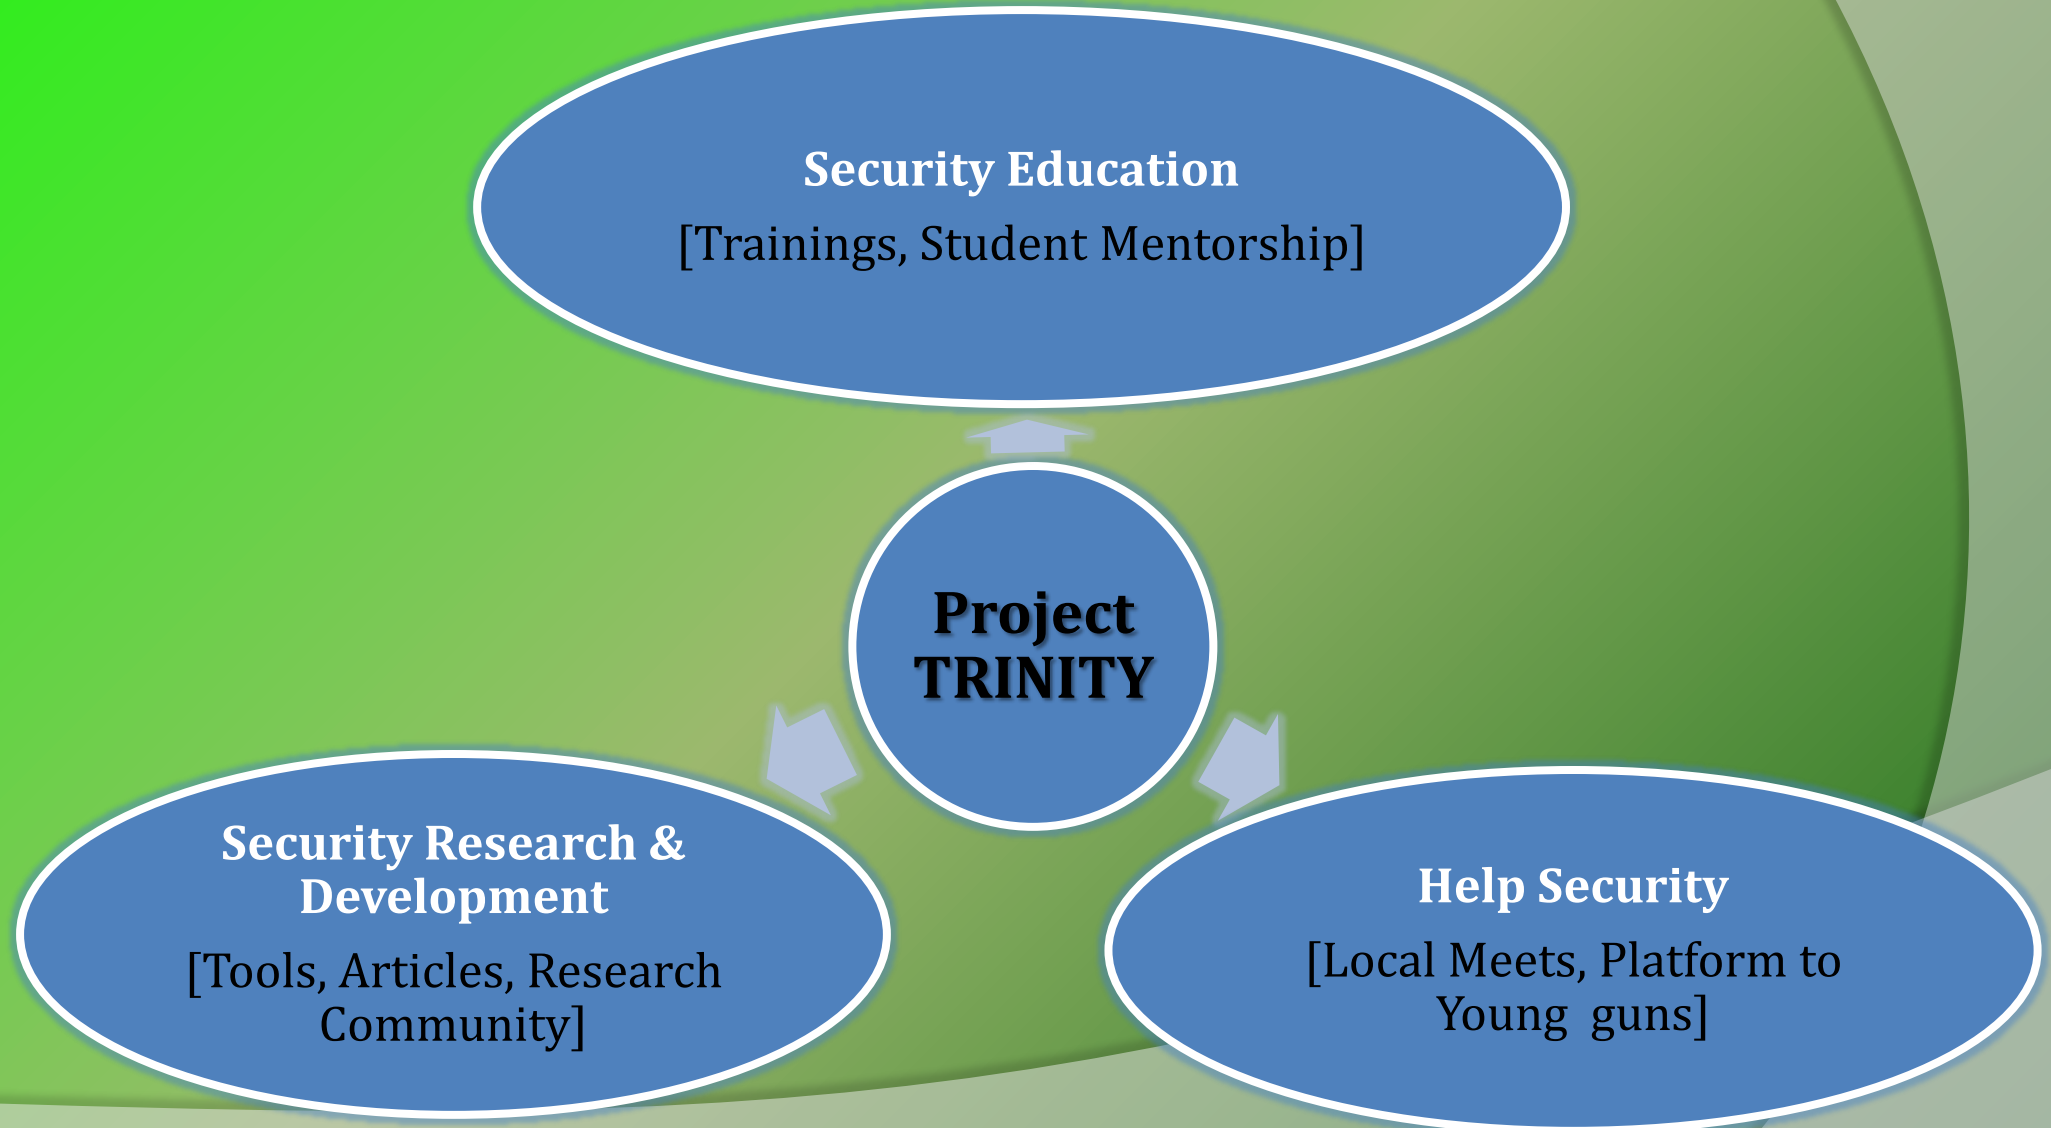 Security Education
[Trainings, Student Mentorship]
Project
TRINITY
Security Research &
Development
[Tools, Articles, Research
Community]
Help Security
[Local Meets, Platform to
Young  guns]